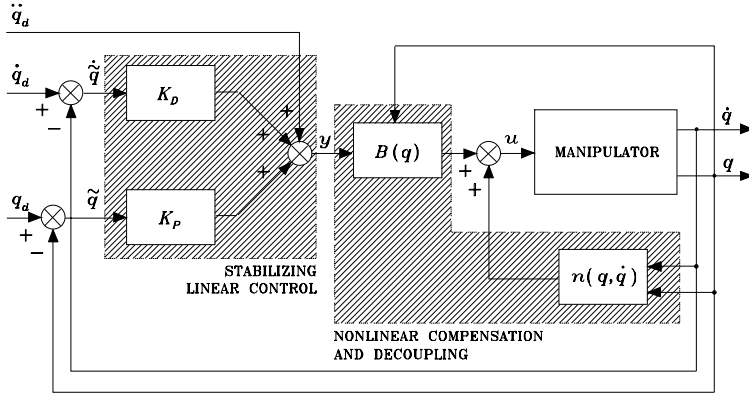 q̈_d
q̇_d
+
−
q̃̇
K_D
+
+
+
y
B(q)
+
+
u
MANIPULATOR
q̇
q
q_d
+
−
q̃
K_P
STABILIZING
LINEAR CONTROL
n(q,q̇)
NONLINEAR COMPENSATION
AND DECOUPLING